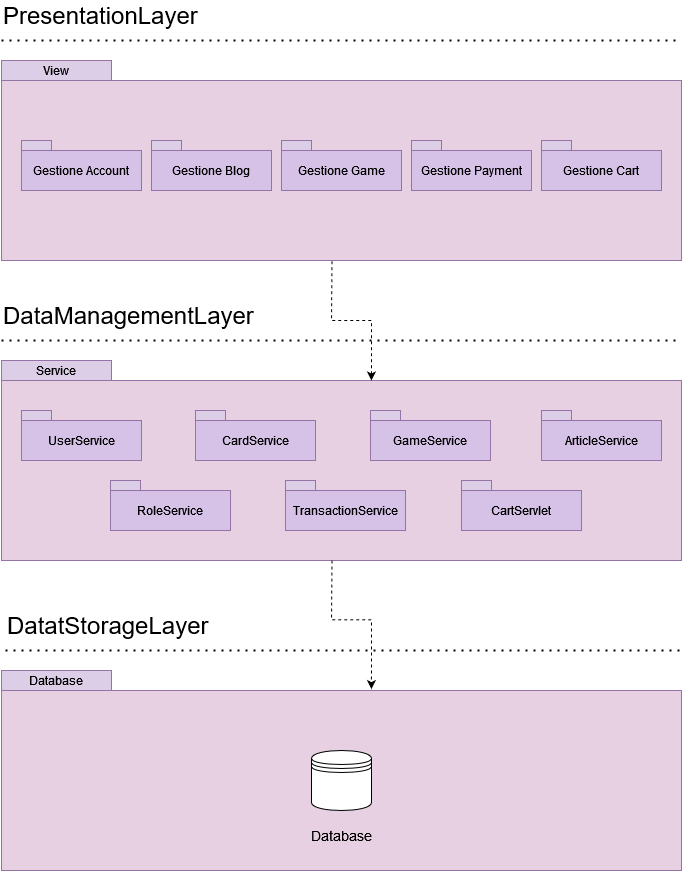 PresentationLayer
View
Gestione Account
Gestione Blog
Gestione Game
Gestione Payment
Gestione Cart
DataManagementLayer
Service
UserService
CardService
GameService
ArticleService
RoleService
TransactionService
CartServlet
DatatStorageLayer
Database
Database